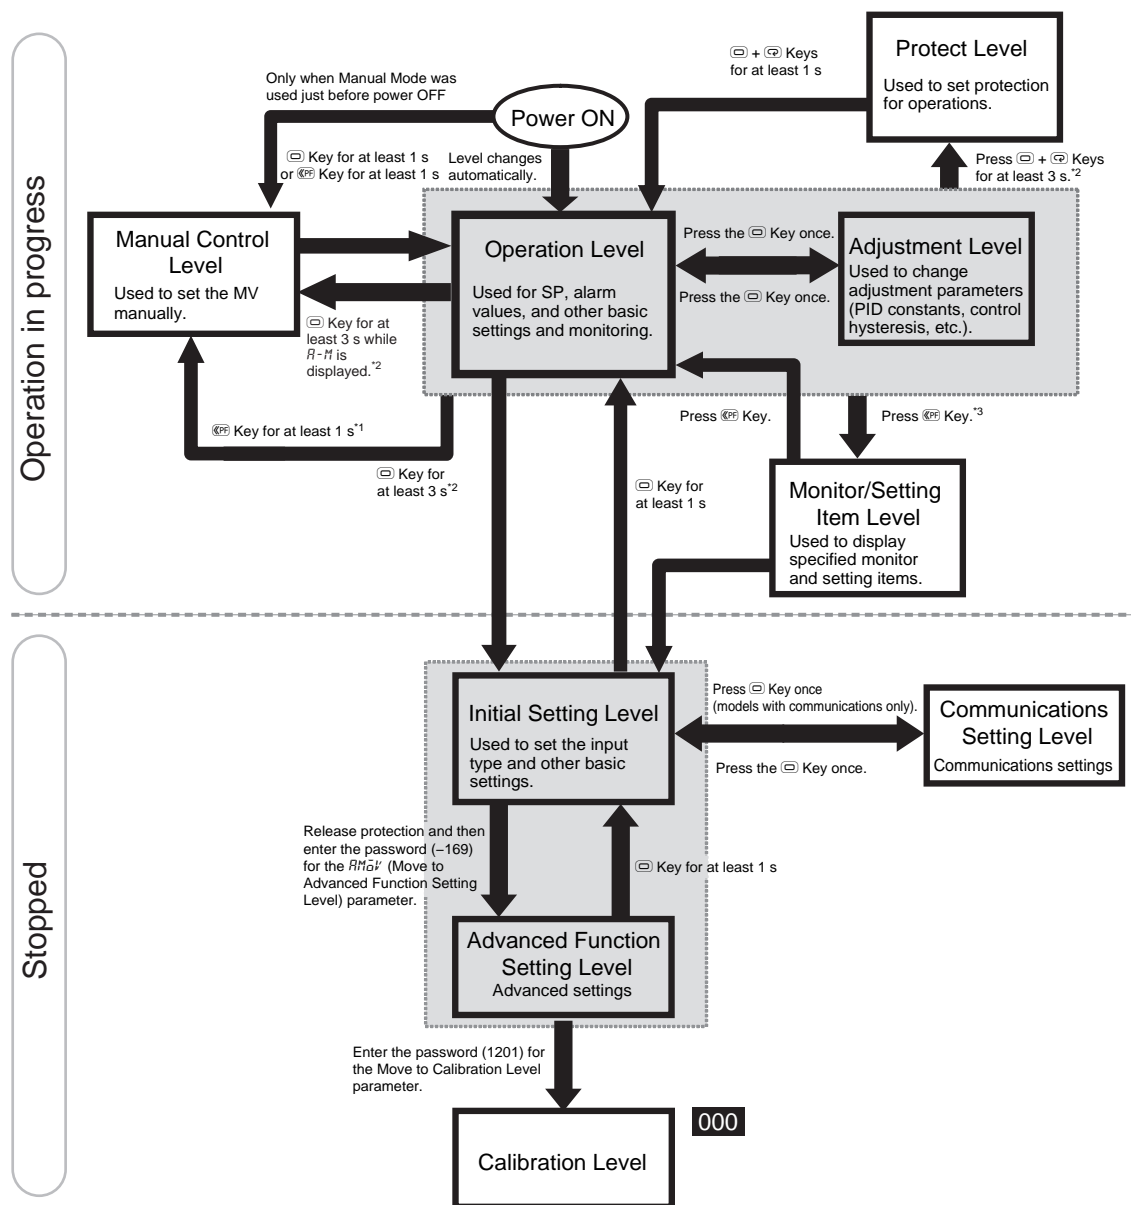 Operation in progress
Protect Level
Used to set protection
for operations.
+ Keys
for at least 1 s
Only when Manual Mode was
used just before power OFF
Power ON
Key for at least 1 s
or PF Key for at least 1 s
Level changes
automatically.
Press + Keys
for at least 3 s.*2
Manual Control
Level
Used to set the MV
manually.
Operation Level
Used for SP, alarm
values, and other basic
settings and monitoring.
Press the Key once.
Press the Key once.
Adjustment Level
Used to change
adjustment parameters
(PID constants, control
hysteresis, etc.).
Key for at
least 3 s while
A-M is
displayed.*2
PF Key for at least 1 s*1
Key for
at least 3 s*2
Press PF Key.
Press PF Key.*3
Key for
at least 1 s
Monitor/Setting
Item Level
Used to display
specified monitor
and setting items.
Stopped
Initial Setting Level
Used to set the input
type and other basic
settings.
Press Key once
(models with communications only).
Press the Key once.
Communications
Setting Level
Communications settings
Release protection and then
enter the password (−169)
for the AMoV (Move to
Advanced Function Setting
Level) parameter.
Key for at least 1 s
Advanced Function
Setting Level
Advanced settings
Enter the password (1201) for
the Move to Calibration Level
parameter.
000
Calibration Level